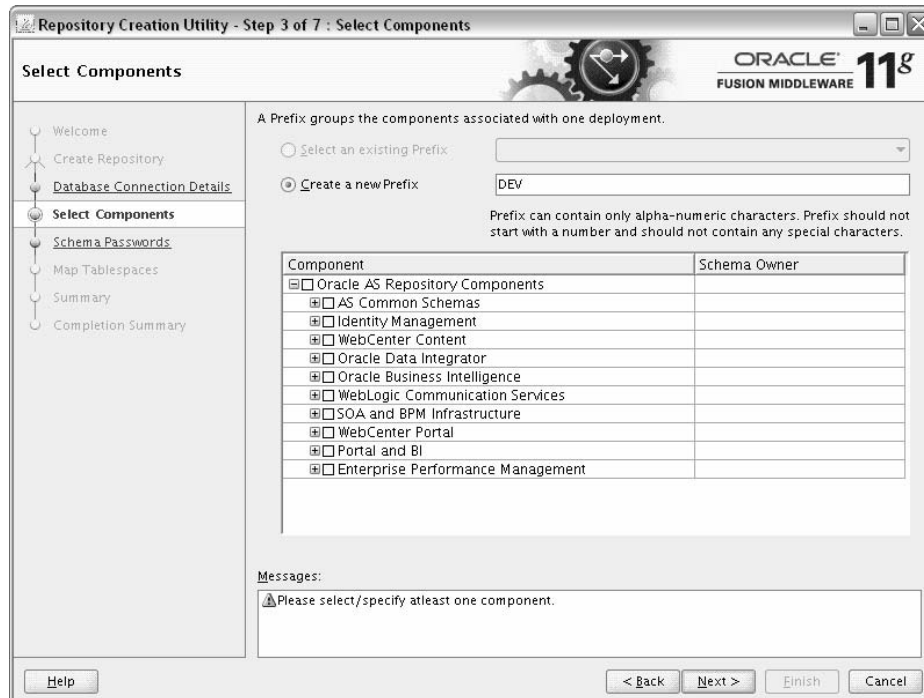 Repository Creation Utility - Step 3 of 7 : Select Components
Select Components
ORACLE
FUSION MIDDLEWARE
11g
Welcome
Create Repository
Database Connection Details
Select Components
Schema Passwords
Map Tablespaces
Summary
Completion Summary
A Prefix groups the components associated with one deployment.
Select an existing Prefix
Create a new Prefix
DEV
Prefix can contain only alpha-numeric characters. Prefix should not
start with a number and should not contain any special characters.
Component Schema Owner
Oracle AS Repository Components
AS Common Schemas
Identity Management
WebCenter Content
Oracle Data Integrator
Oracle Business Intelligence
WebLogic Communication Services
SOA and BPM Infrastructure
WebCenter Portal
Portal and BI
Enterprise Performance Management
Messages:
Please select/specify atleast one component.
Help
< Back
Next >
Finish
Cancel